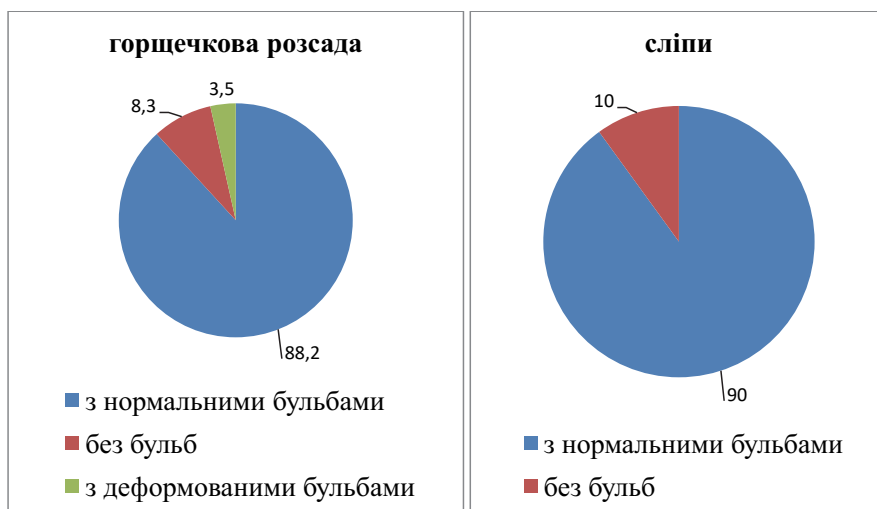 горщечкова розсада
3,5
8,3
88,2
з нормальними бульбами
без бульб
з деформованими бульбами
сліпи
10
90
з нормальними бульбами
без бульб